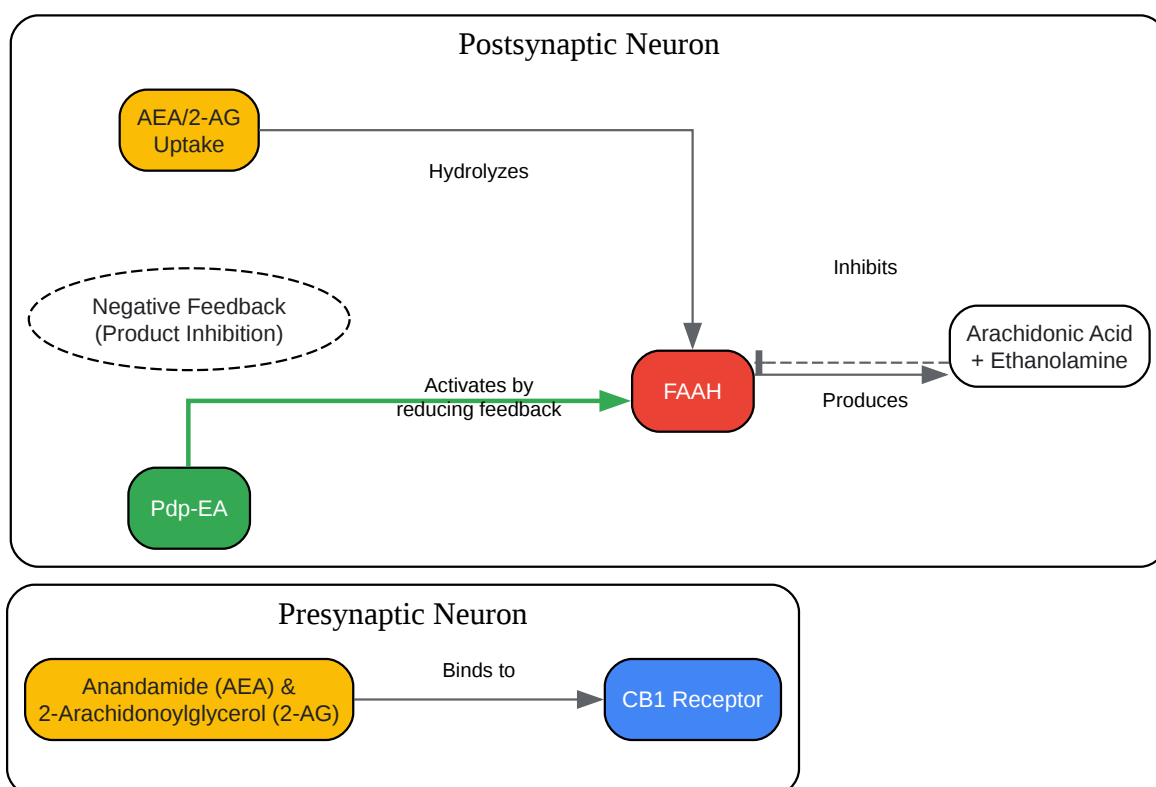 Postsynaptic Neuron
AEA/2-AG
Uptake
Hydrolyzes
Inhibits
Negative Feedback
(Product Inhibition)
Arachidonic Acid
+ Ethanolamine
Activates by
reducing feedback
FAAH
Produces
Pdp-EA
Presynaptic Neuron
Anandamide (AEA) &
2-Arachidonoylglycerol (2-AG)
Binds to
CB1 Receptor